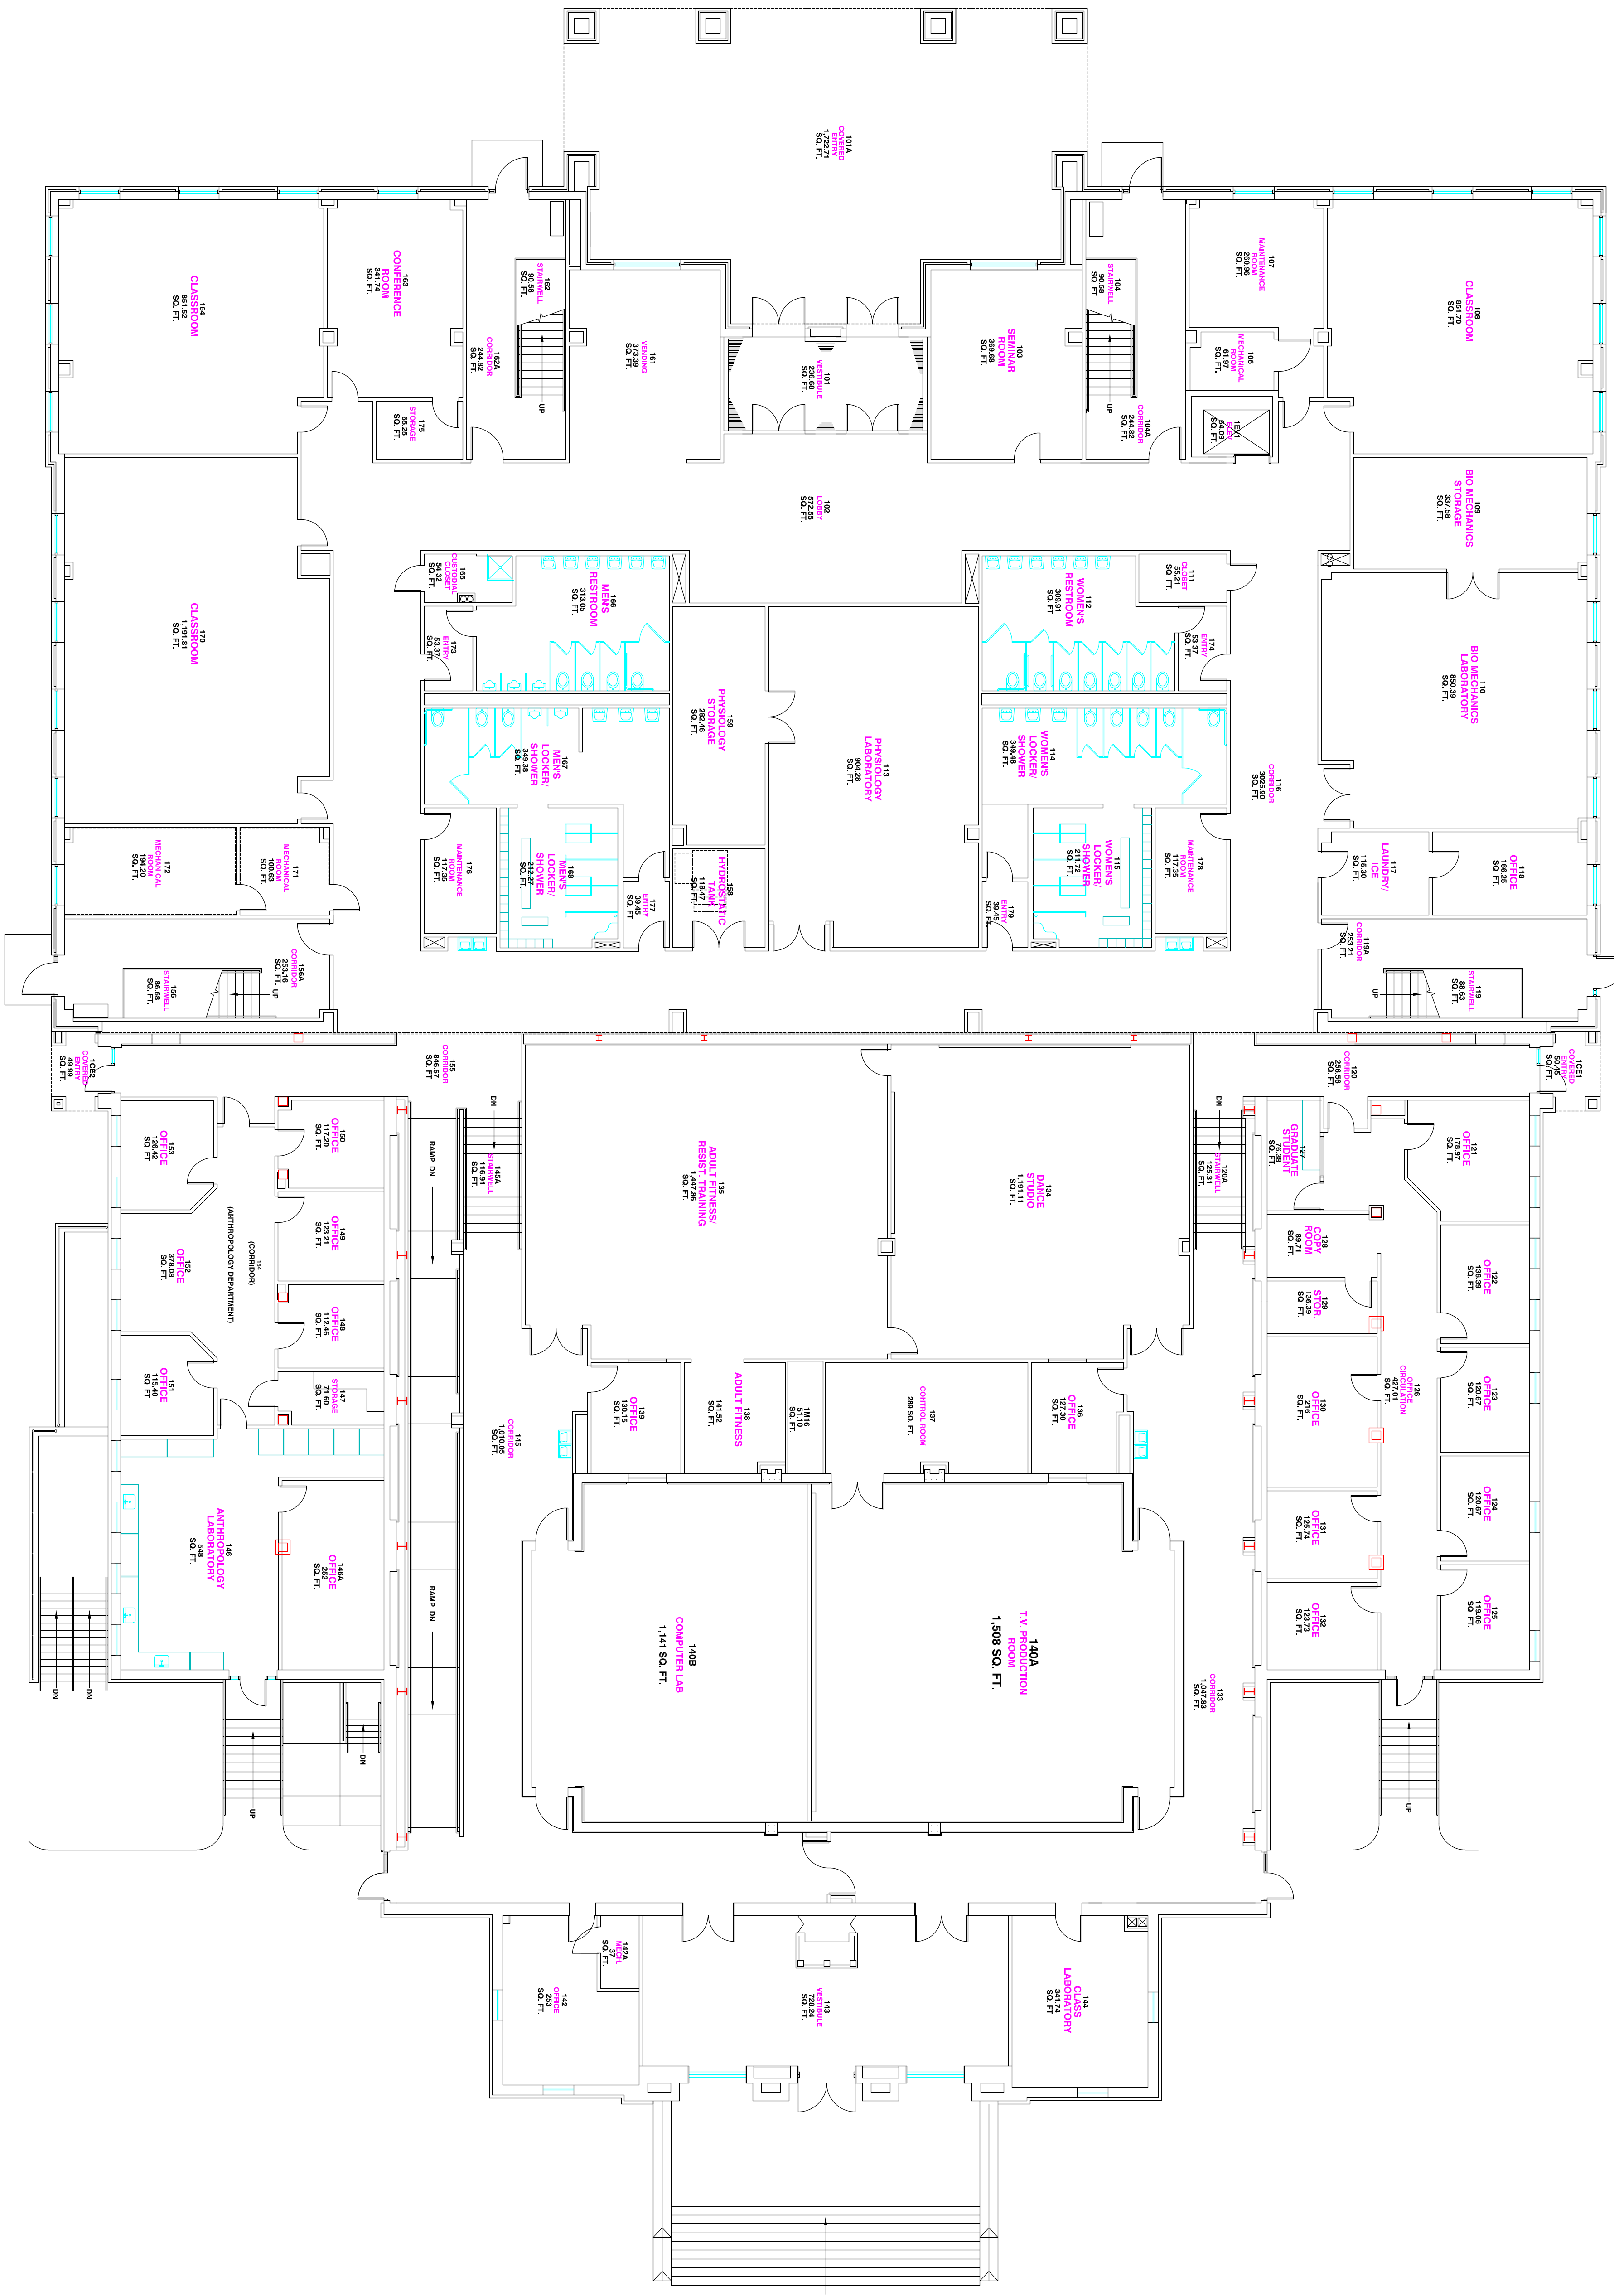 101A
COVERED
ENTRY
1,722.71
SQ. FT.
164
CLASSROOM
851.52
SQ. FT.
163
CONFERENCE
ROOM
341.74
SQ. FT.
162
STAIRWELL
90.58
SQ. FT.
162A
CORRIDOR
244.82
SQ. FT.
UP
161
VENDING
373.39
SQ. FT.
101
VESTIBULE
236.68
SQ. FT.
103
SEMINAR
ROOM
369.68
SQ. FT.
104
STAIRWELL
90.58
SQ. FT.
UP
104A
CORRIDOR
244.82
SQ. FT.
107
MAINTENANCE
ROOM
260.96
SQ. FT.
106
MECHANICAL
ROOM
61.97
SQ. FT.
1EV1
ELEV
64.09
SQ. FT.
108
CLASSROOM
851.70
SQ. FT.
175
STORAGE
65.25
SQ. FT.
102
LOBBY
572.55
SQ. FT.
109
BIO MECHANICS
STORAGE
337.58
SQ. FT.
170
CLASSROOM
1,191.81
SQ. FT.
165
CUSTODIAL
CLOSET
54.32
SQ. FT.
166
MEN'S
RESTROOM
313.05
SQ. FT.
173
ENTRY
53.37
SQ. FT.
112
WOMEN'S
RESTROOM
309.91
SQ. FT.
111
CLOSET
55.21
SQ. FT.
174
ENTRY
53.37
SQ. FT.
110
BIO MECHANICS
LABORATORY
850.39
SQ. FT.
159
PHYSIOLOGY
STORAGE
282.46
SQ. FT.
113
PHYSIOLOGY
LABORATORY
904.28
SQ. FT.
167
MEN'S
LOCKER/
SHOWER
349.38
SQ. FT.
114
WOMEN'S
LOCKER/
SHOWER
349.48
SQ. FT.
116
CORRIDOR
3025.90
SQ. FT.
172
MECHANICAL
ROOM
194.20
SQ. FT.
171
MECHANICAL
ROOM
100.63
SQ. FT.
176
MAINTENANCE
ROOM
117.35
SQ. FT.
168
MEN'S
LOCKER/
SHOWER
212.27
SQ. FT.
177
ENTRY
39.45
SQ. FT.
158
HYDROSTATIC
TANK
118.47
SQ. FT.
179
ENTRY
39.45
SQ. FT.
115
WOMEN'S
LOCKER/
SHOWER
211.72
SQ. FT.
178
MAINTENANCE
ROOM
117.35
SQ. FT.
117
LAUNDRY/
ICE
115.30
SQ. FT.
118
OFFICE
166.25
SQ. FT.
156
STAIRWELL
86.68
SQ. FT.
UP
156A
CORRIDOR
253.16
SQ. FT.
119A
CORRIDOR
253.21
SQ. FT.
UP
119
STAIRWELL
88.63
SQ. FT.
1CE2
COVERED
ENTRY
49.99
SQ. FT.
155
CORRIDOR
846.67
SQ. FT.
120
CORRIDOR
256.56
SQ. FT.
1CE1
COVERED
ENTRY
50.45
SQ. FT.
153
OFFICE
126.42
SQ. FT.
150
OFFICE
117.20
SQ. FT.
RAMP DN
DN
145A
STAIRWELL
116.91
SQ. FT.
135
ADULT FITNESS/
RESIST. TRAINING
1,447.86
SQ. FT.
134
DANCE
STUDIO
1,191.11
SQ. FT.
DN
120A
STAIRWELL
125.31
SQ. FT.
127
GRADUATE
STUDENT
76.38
SQ. FT.
121
OFFICE
178.97
SQ. FT.
152
OFFICE
378.08
SQ. FT.
154
(CORRIDOR)
(ANTHROPOLOGY DEPARTMENT)
149
OFFICE
123.21
SQ. FT.
128
COPY
ROOM
89.71
SQ. FT.
122
OFFICE
136.39
SQ. FT.
148
OFFICE
112.46
SQ. FT.
129
STOR.
136.39
SQ. FT.
151
OFFICE
115.40
SQ. FT.
147
STORAGE
71.60
SQ. FT.
145
CORRIDOR
1,010.05
SQ. FT.
139
OFFICE
130.15
SQ. FT.
138
ADULT FITNESS
141.52
SQ. FT.
1M16
51.10
SQ. FT.
137
CONTROL ROOM
289 SQ. FT.
136
OFFICE
127.30
SQ. FT.
130
OFFICE
216
SQ. FT.
126
OFFICE
CIRCULATION
427.01
SQ. FT.
123
OFFICE
120.67
SQ. FT.
146
ANTHROPOLOGY
LABORATORY
548
SQ. FT.
146A
OFFICE
252
SQ. FT.
RAMP DN
131
OFFICE
125.74
SQ. FT.
124
OFFICE
120.67
SQ. FT.
132
OFFICE
123.73
SQ. FT.
125
OFFICE
119.06
SQ. FT.
DN
DN
UP
DN
140B
COMPUTER LAB
1,141 SQ. FT.
140A
T.V. PRODUCTION
ROOM
1,508 SQ. FT.
133
CORRIDOR
1,047.83
SQ. FT.
UP
142A
MECH.
37
SQ. FT.
142
OFFICE
253
SQ. FT.
143
VESTIBULE
728.24
SQ. FT.
144
CLASS
LABORATORY
341.74
SQ. FT.